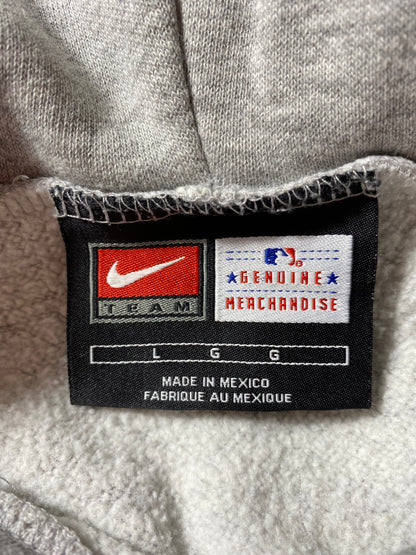 TEAM
GENUINE
MERCHANDISE
L G G
MADE IN MEXICO
FABRIQUE AU MEXIQUE